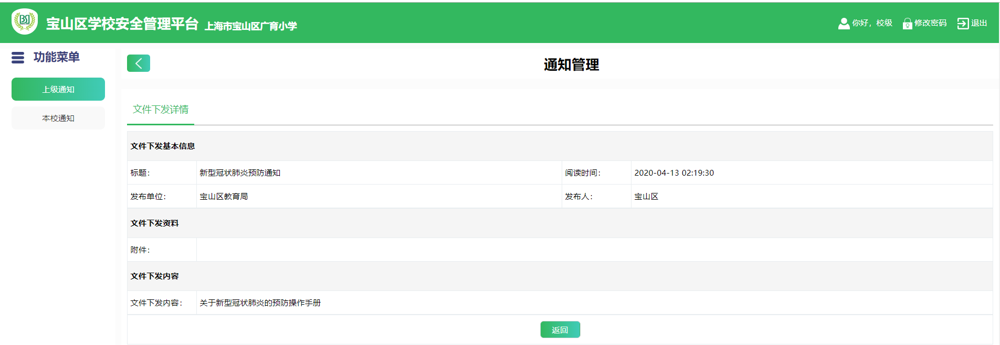 宝山区学校安全管理平台 上海市宝山区广育小学
你好，校级 修改密码 退出
功能菜单
上级通知
本校通知
通知管理
文件下发详情
文件下发基本信息
标题： 新型冠状肺炎预防通知 阅读时间： 2020-04-13 02:19:30
发布单位： 宝山区教育局 发布人： 宝山区
文件下发资料
附件：
文件下发内容
文件下发内容： 关于新型冠状肺炎的预防操作手册
返回